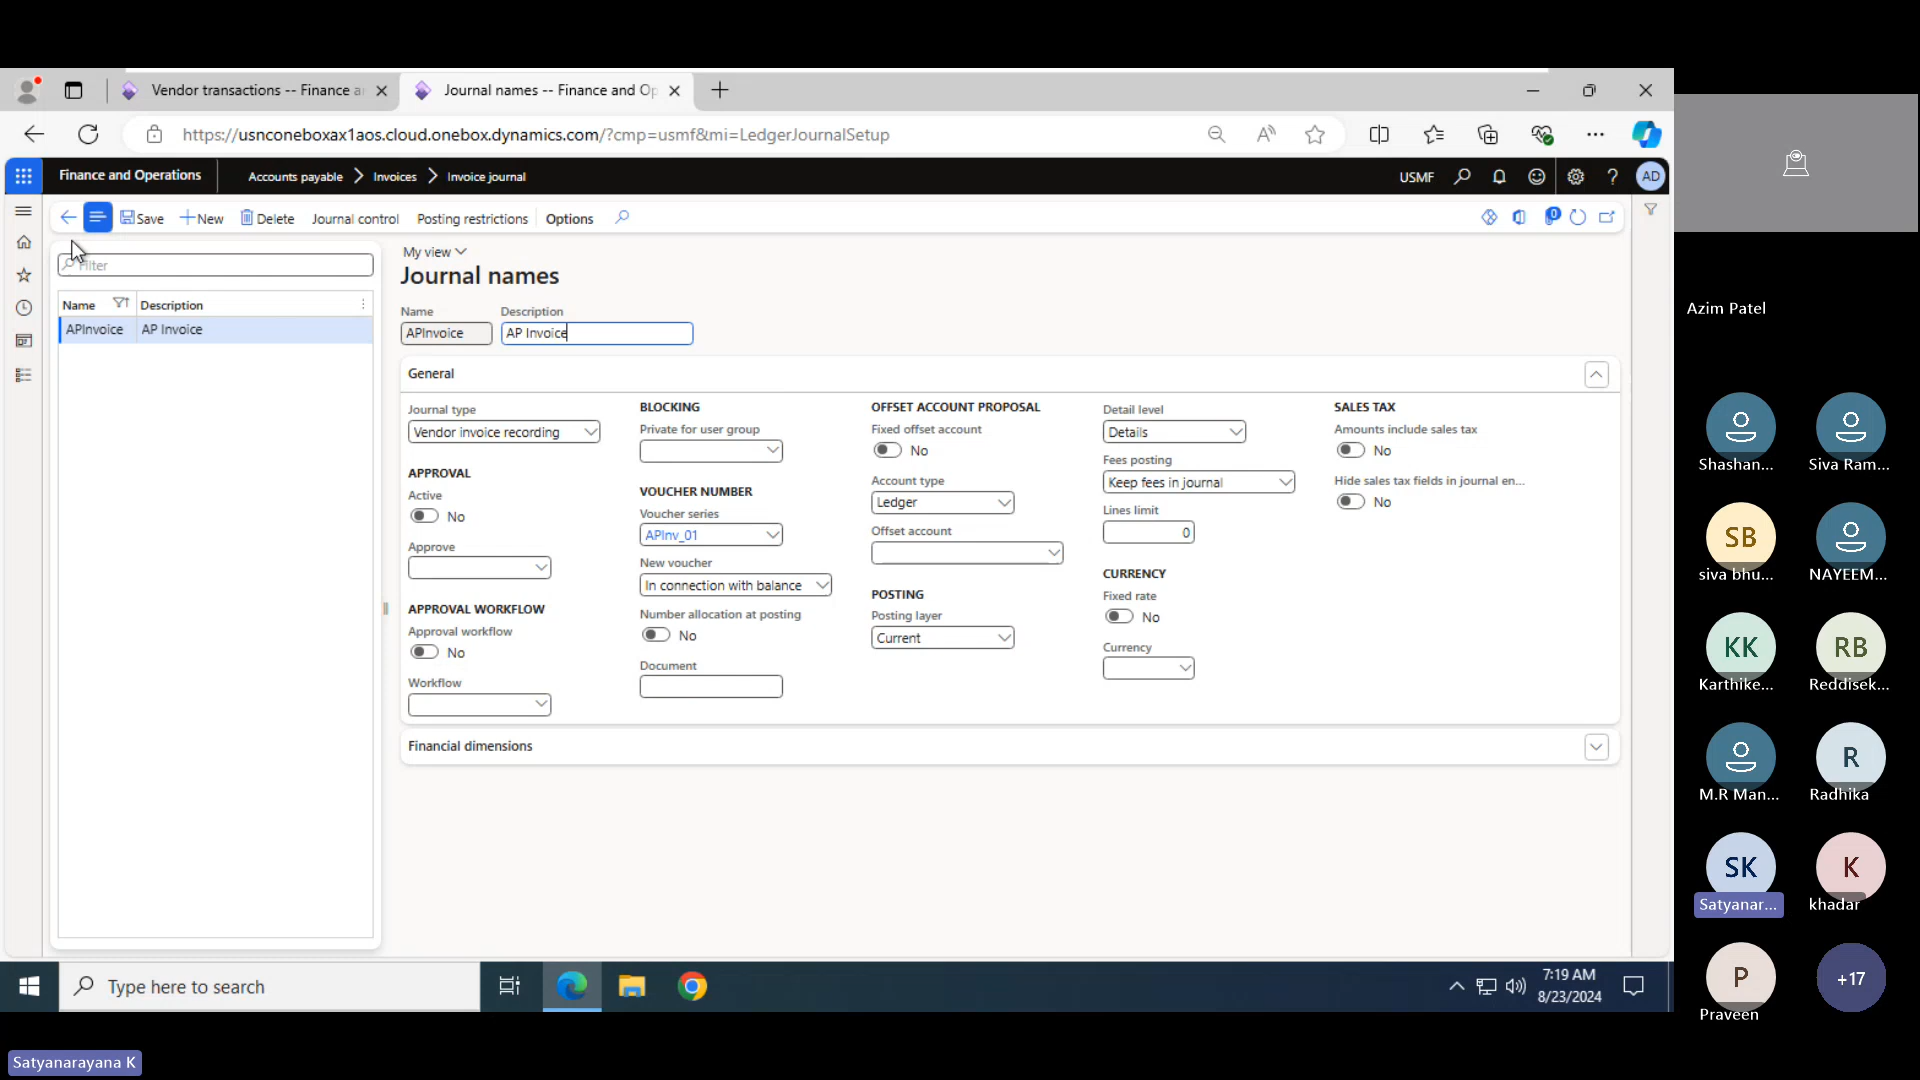 Vendor transactions -- Finance a
Journal names -- Finance and Op
https://usnconeboxax1aos.cloud.onebox.dynamics.com/?cmp=usmf&mi=LedgerJournalSetup
Finance and Operations
Accounts payable
Invoices
Invoice journal
USMF
?
AD
Save
New
Delete
Journal control
Posting restrictions
Options
0
Filter
Name
Description
APInvoice
AP Invoice
My view
Journal names
Name
Description
APInvoice
AP Invoice
General
Journal type
Vendor invoice recording
APPROVAL
Active
No
Approve
APPROVAL WORKFLOW
Approval workflow
No
Workflow
BLOCKING
Private for user group
VOUCHER NUMBER
Voucher series
APInv_01
New voucher
In connection with balance
Number allocation at posting
No
Document
OFFSET ACCOUNT PROPOSAL
Fixed offset account
No
Account type
Ledger
Offset account
POSTING
Posting layer
Current
Detail level
Details
Fees posting
Keep fees in journal
Lines limit
0
CURRENCY
Fixed rate
No
Currency
SALES TAX
Amounts include sales tax
No
Hide sales tax fields in journal en...
No
Financial dimensions
Type here to search
7:19 AM
8/23/2024
Azim Patel
Shashan...
Siva Ram...
SB
siva bhu...
NAYEEM...
KK
Karthike...
RB
Reddisek...
M.R Man...
R
Radhika
SK
Satyanar...
K
khadar
P
Praveen
+17
Satyanarayana K